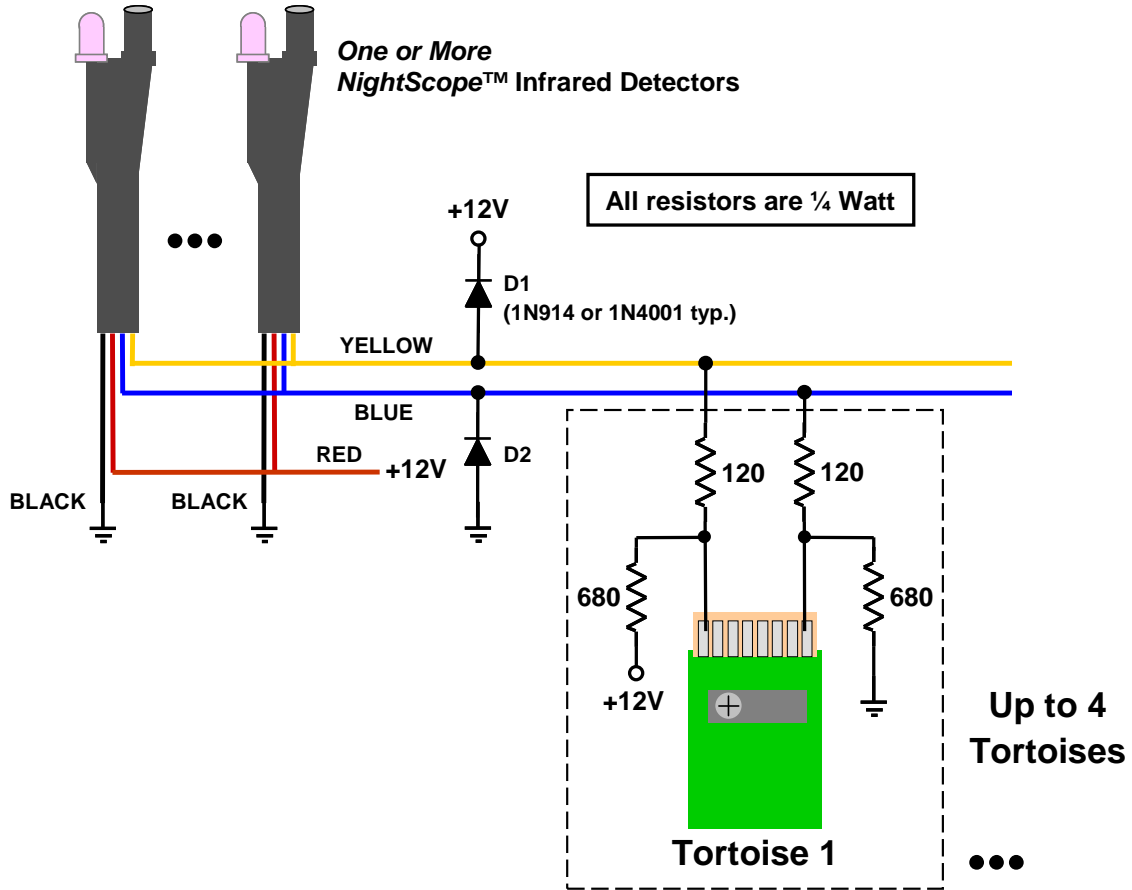 One or More
NightScope™ Infrared Detectors
All resistors are ¼ Watt
+12V
D1
(1N914 or 1N4001 typ.)
YELLOW
BLUE
RED
+12V
D2
BLACK
BLACK
120
120
680
680
+12V
Up to 4
Tortoises
Tortoise 1